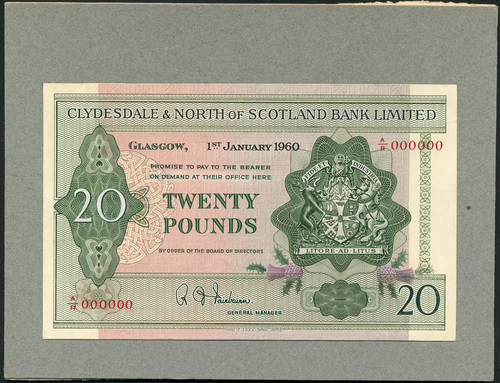 CLYDESDALE & NORTH OF SCOTLAND BANK LIMITED
GLASGOW, 1ST JANUARY 1960
A/B 000000
PROMISE TO PAY TO THE BEARER
ON DEMAND AT THEIR OFFICE HERE
20
TWENTY
POUNDS
BY ORDER OF THE BOARD OF DIRECTORS
LITORE·AD·LITUS
A/B 000000
R. D. Fairbairn
GENERAL MANAGER
20